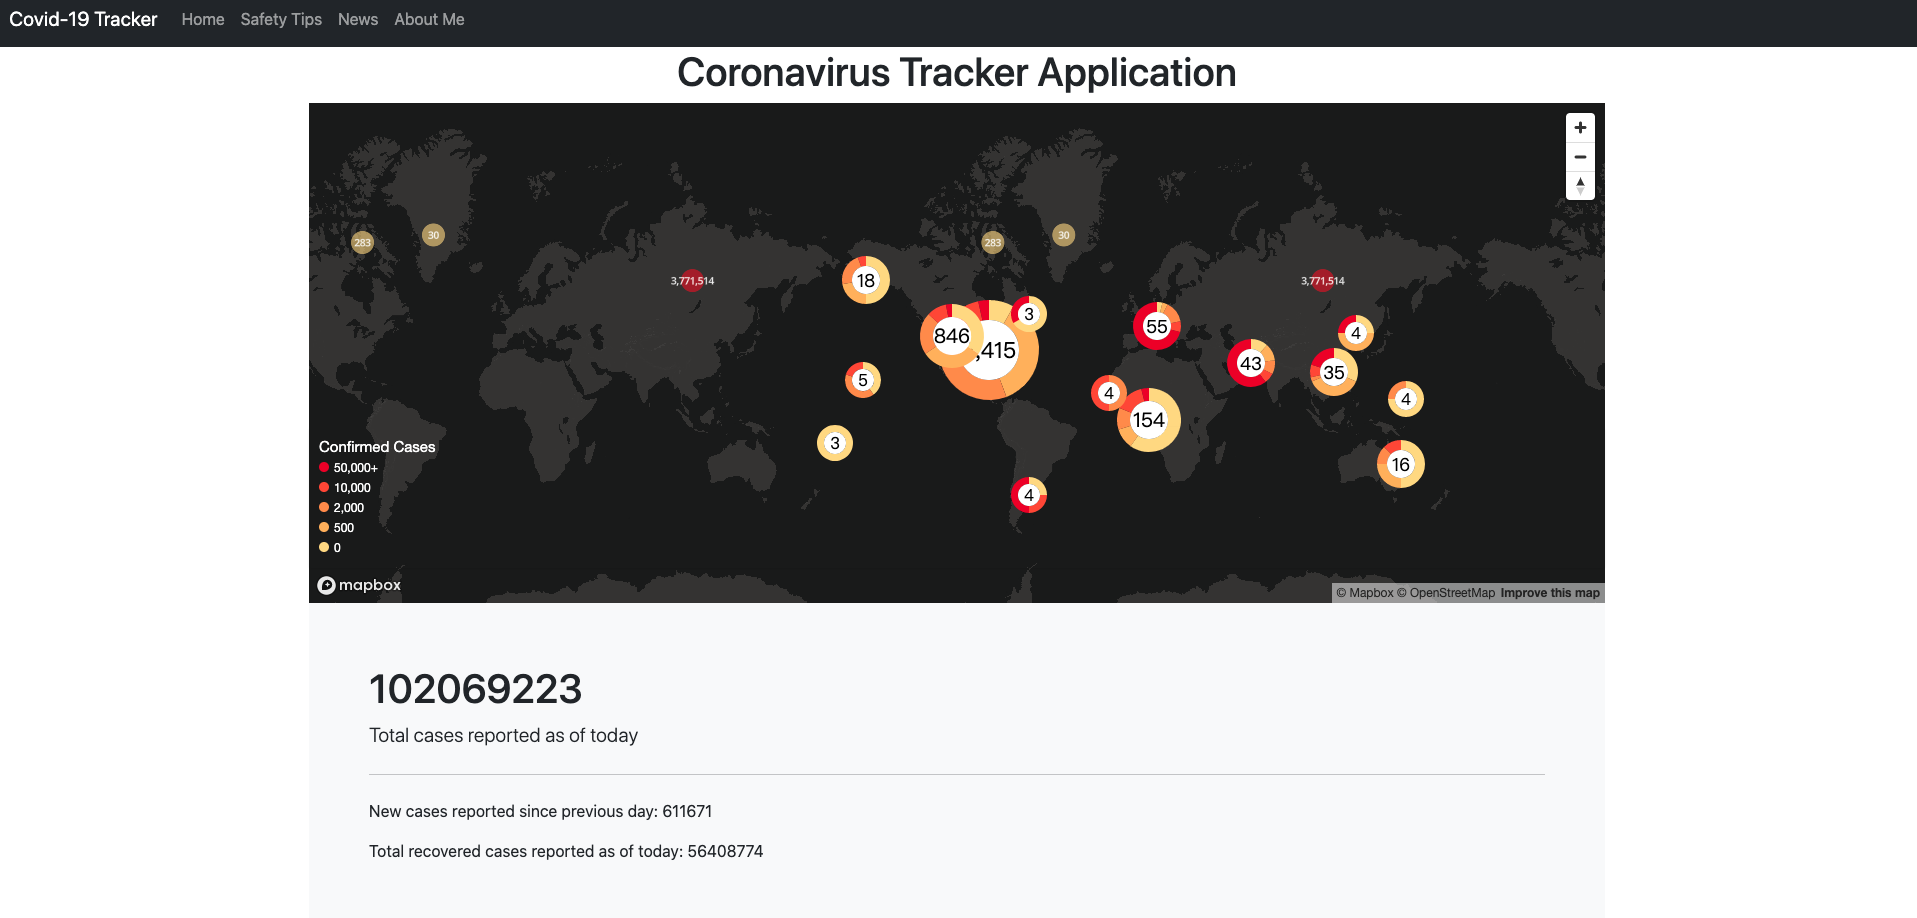 Covid-19 Tracker Home Safety Tips News About Me
Coronavirus Tracker Application
30 30
283 283
3,771,514 18 3,771,514
3
55
4
846 ,415
43
35
5
4
4
154
3
16
4
Confirmed Cases
50,000+
10,000
2,000
500
0
mapbox
© Mapbox © OpenStreetMap Improve this map
102069223
Total cases reported as of today
New cases reported since previous day: 611671
Total recovered cases reported as of today: 56408774